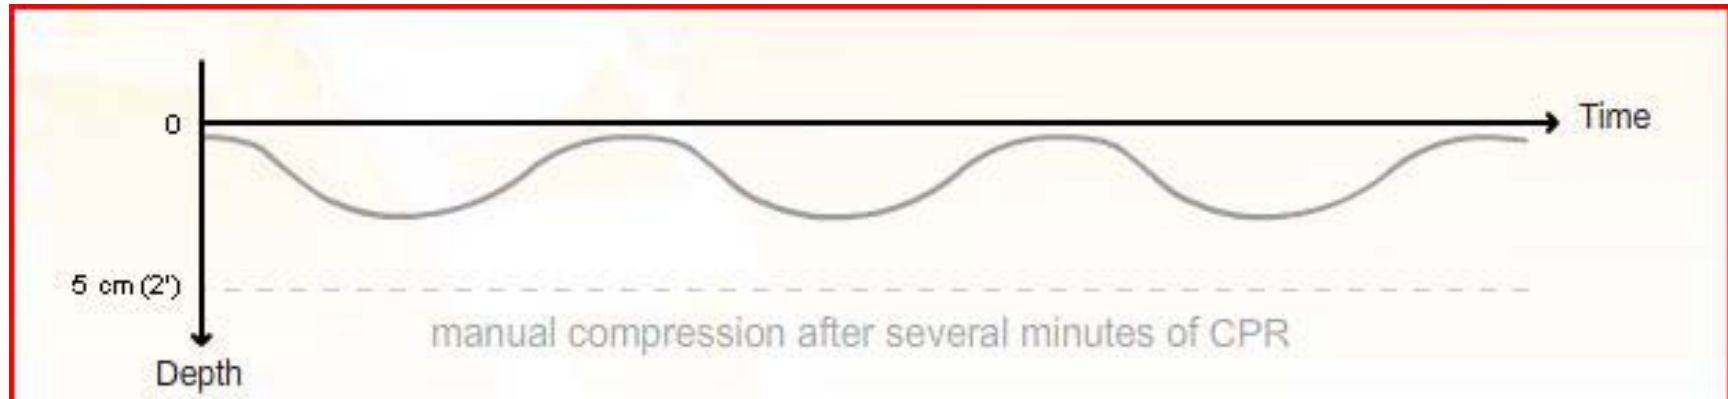 0
Time
5 cm (2')
manual compression after several minutes of CPR
Depth